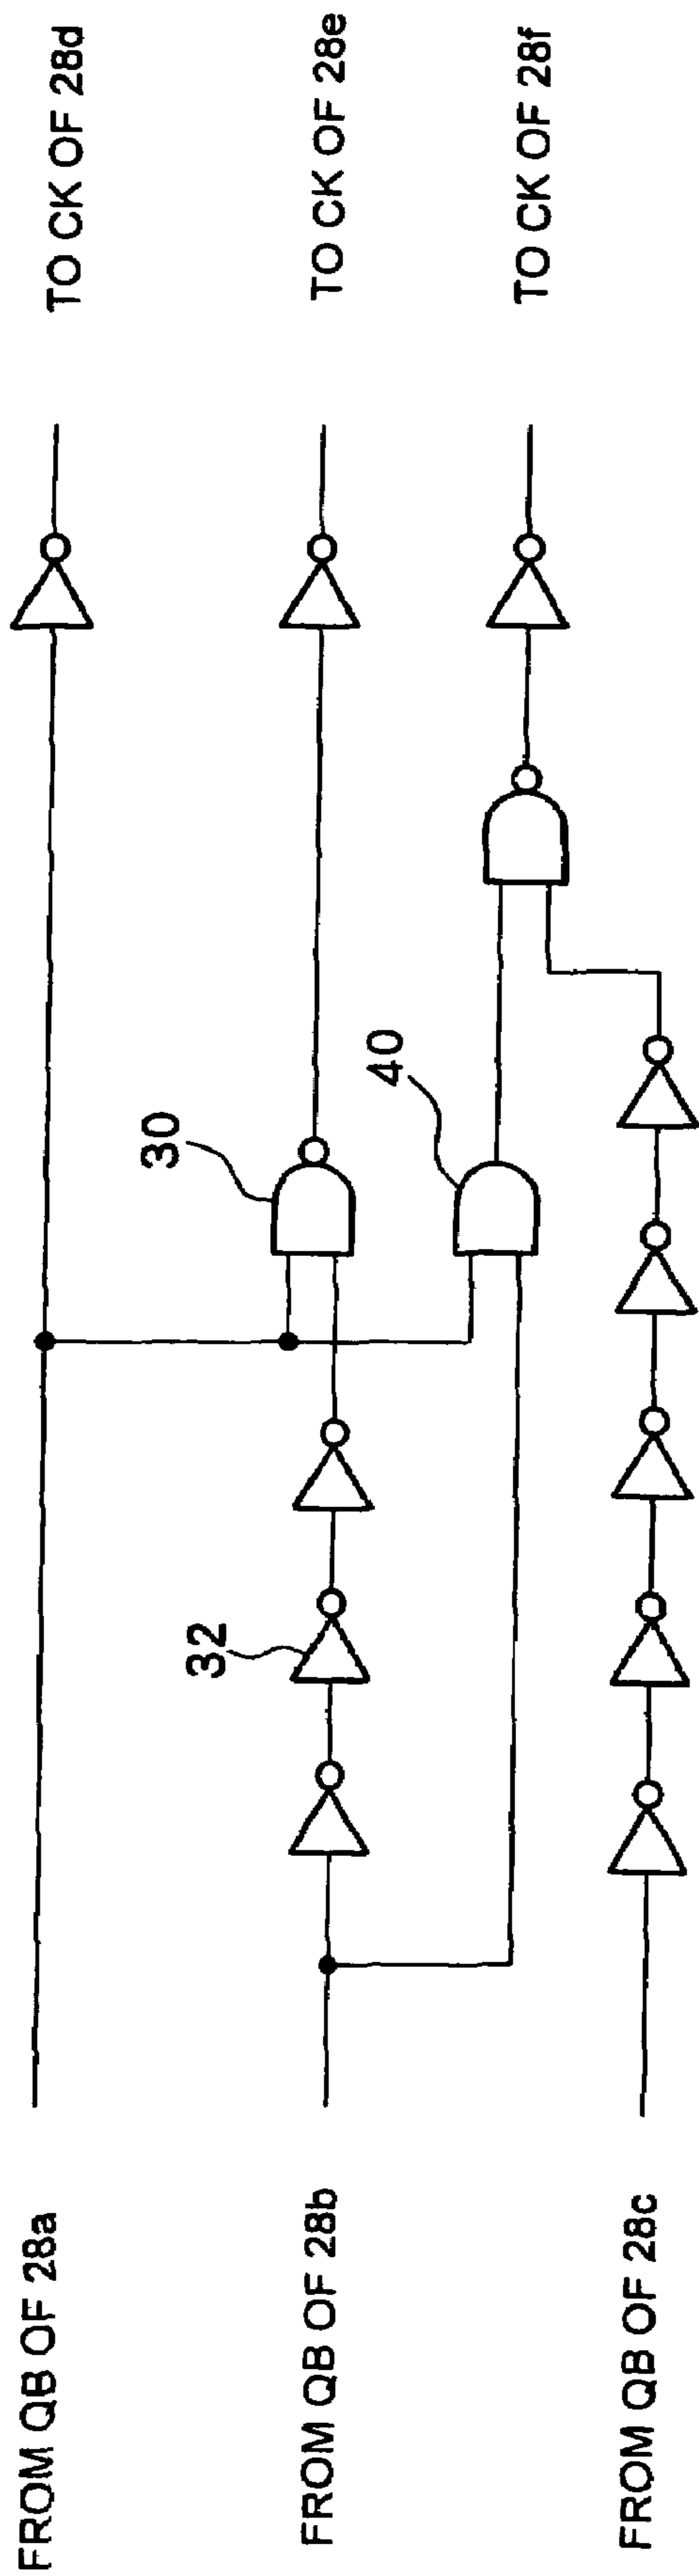 FROM QB OF 28a
TO CK OF 28d
30
32
FROM QB OF 28b
TO CK OF 28e
40
TO CK OF 28f
FROM QB OF 28c